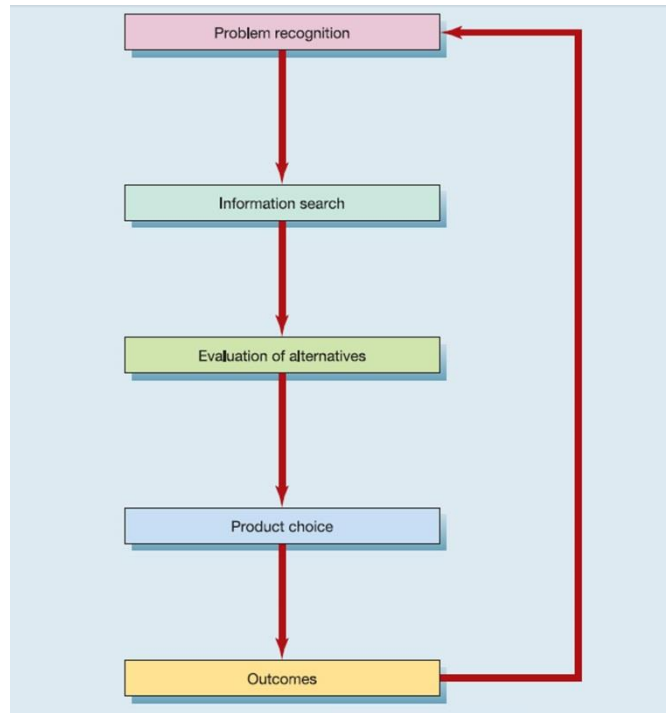 Problem recognition
Information search
Evaluation of alternatives
Product choice
Outcomes